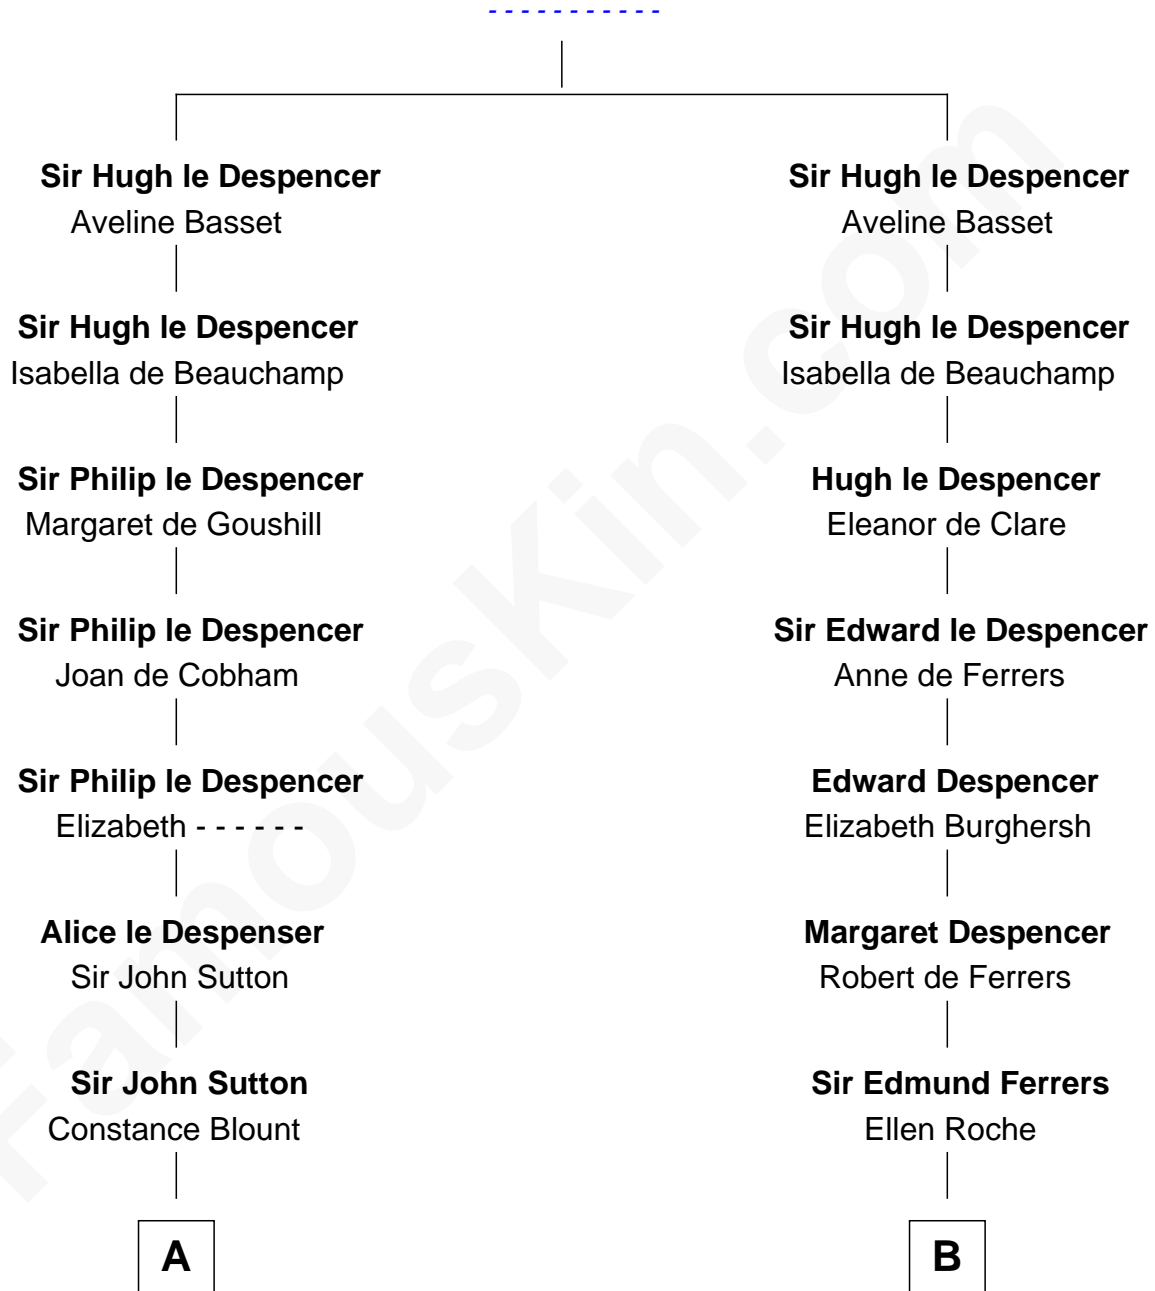 - - - - - - - - - - -
Sir Hugh le Despencer
Aveline Basset
Sir Hugh le Despencer
Isabella de Beauchamp
Sir Philip le Despencer
Margaret de Goushill
Sir Philip le Despencer
Joan de Cobham
Sir Philip le Despencer
Elizabeth - - - - - -
Alice le Despenser
Sir John Sutton
Sir John Sutton
Constance Blount
A
Sir Hugh le Despencer
Aveline Basset
Sir Hugh le Despencer
Isabella de Beauchamp
Hugh le Despencer
Eleanor de Clare
Sir Edward le Despencer
Anne de Ferrers
Edward Despencer
Elizabeth Burghersh
Margaret Despencer
Robert de Ferrers
Sir Edmund Ferrers
Ellen Roche
B
FamousKin.com